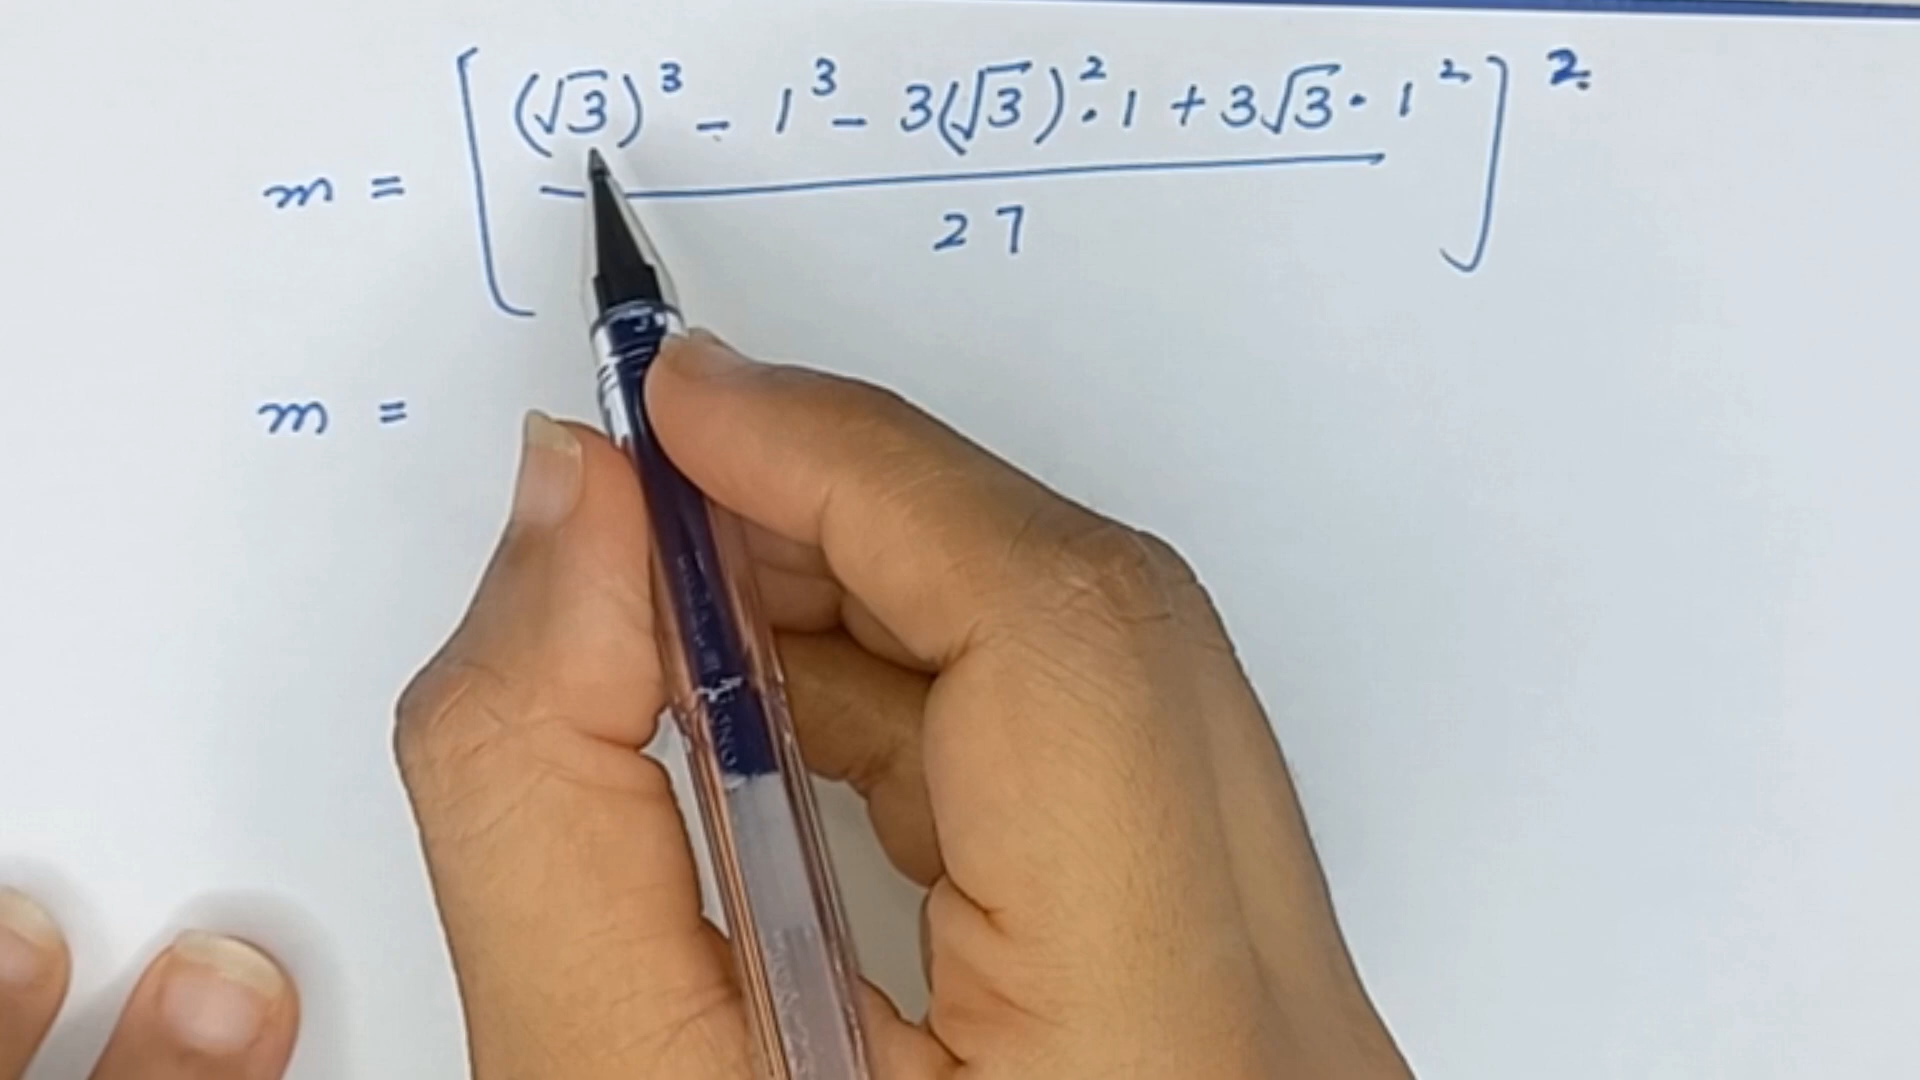 m = [ (√3)³ - 1³ - 3(√3)²·1 + 3√3·1² / 27 ]²
m =